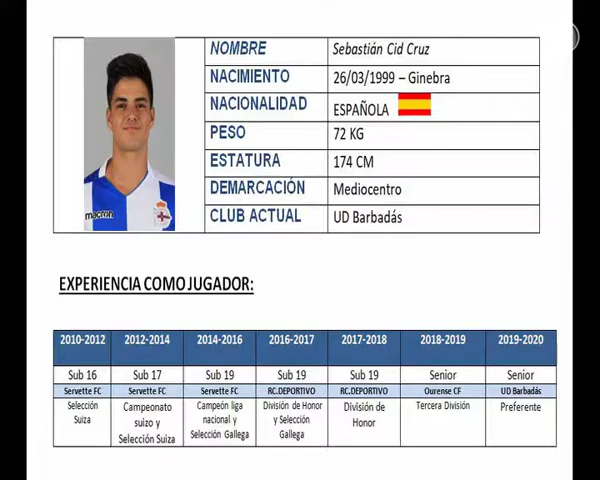 NOMBRE Sebastián Cid Cruz
NACIMIENTO 26/03/1999 – Ginebra
NACIONALIDAD ESPAÑOLA
PESO 72 KG
ESTATURA 174 CM
DEMARCACIÓN Mediocentro
CLUB ACTUAL UD Barbadás
macron
EXPERIENCIA COMO JUGADOR:
2010-2012 2012-2014 2014-2016 2016-2017 2017-2018 2018-2019 2019-2020
Sub 16 Sub 17 Sub 19 Sub 19 Sub 19 Senior Senior
Servette FC Servette FC Servette FC RC.DEPORTIVO RC.DEPORTIVO Ourense CF UD Barbadás
Selección Campeonato Campeón liga División de Honor División de Tercera División Preferente
Suiza suizo y nacional y y Selección Honor
Selección Suiza Selección Gallega Gallega